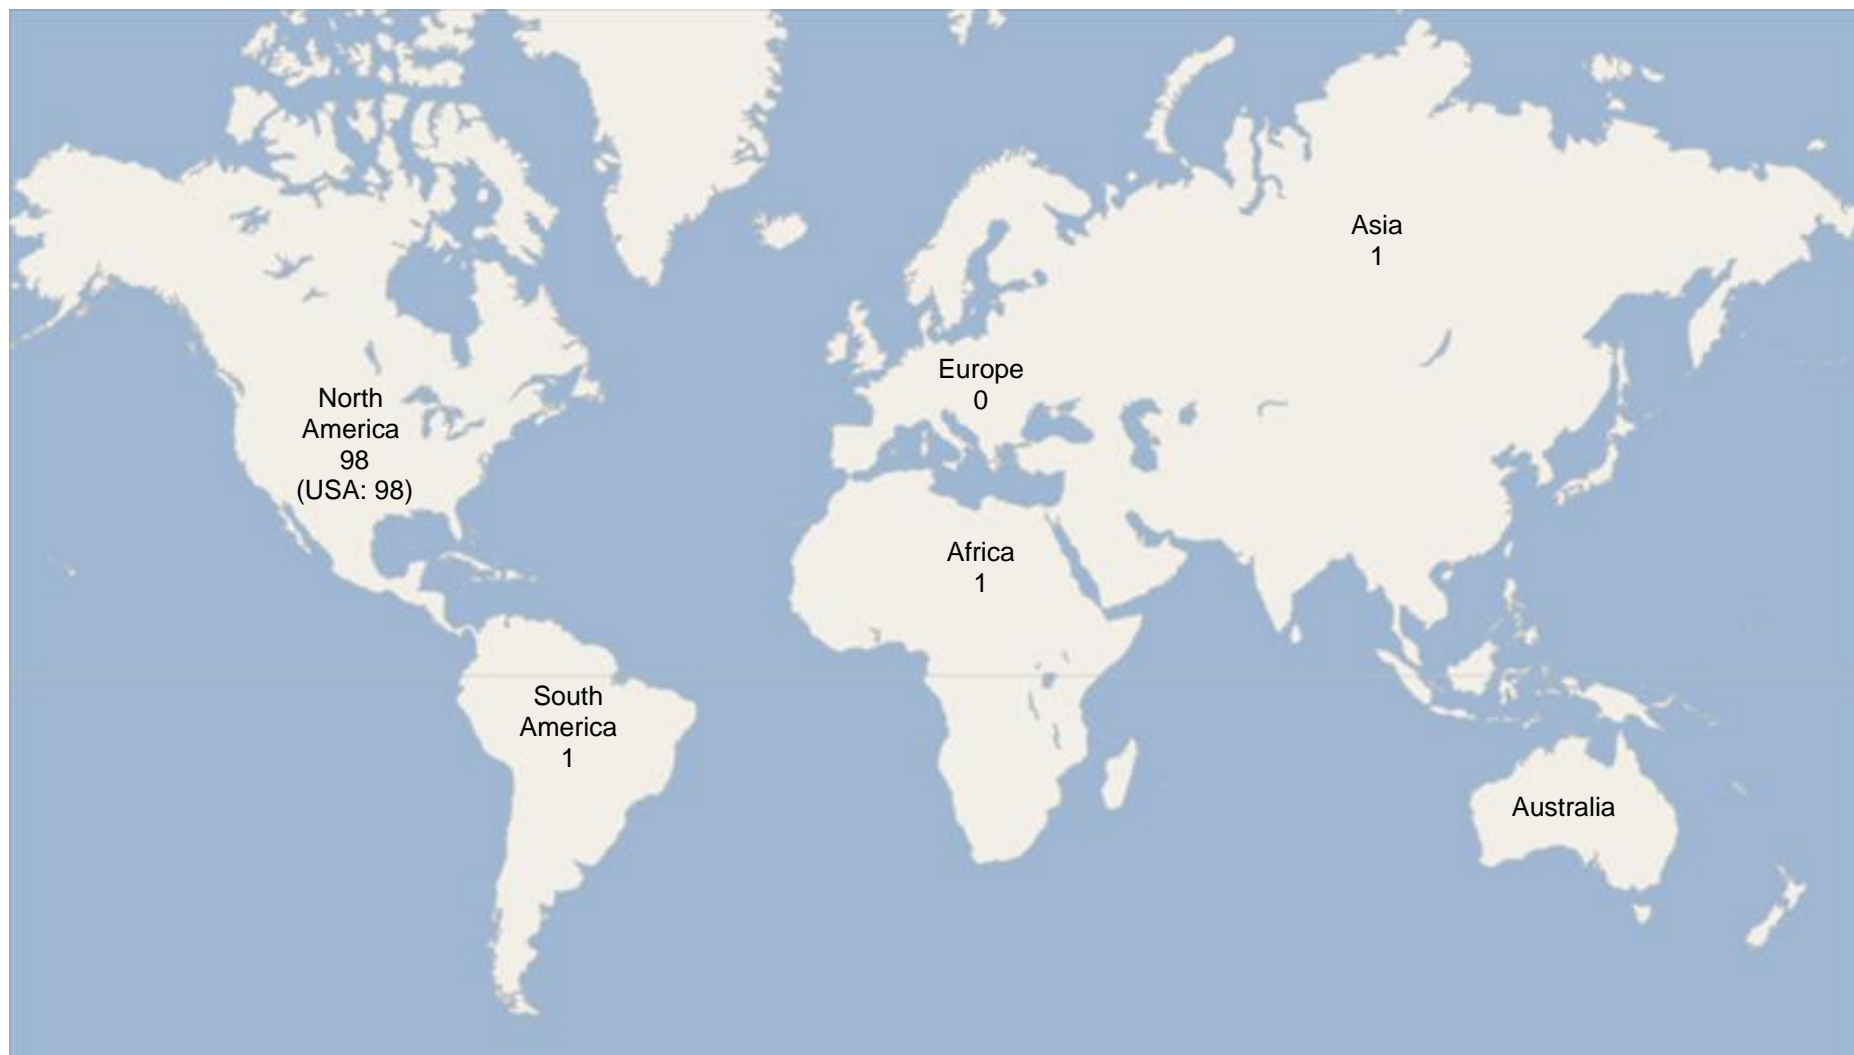 Asia
1
Europe
0
North
America
98
(USA: 98)
Africa
1
South
America
1
Australia